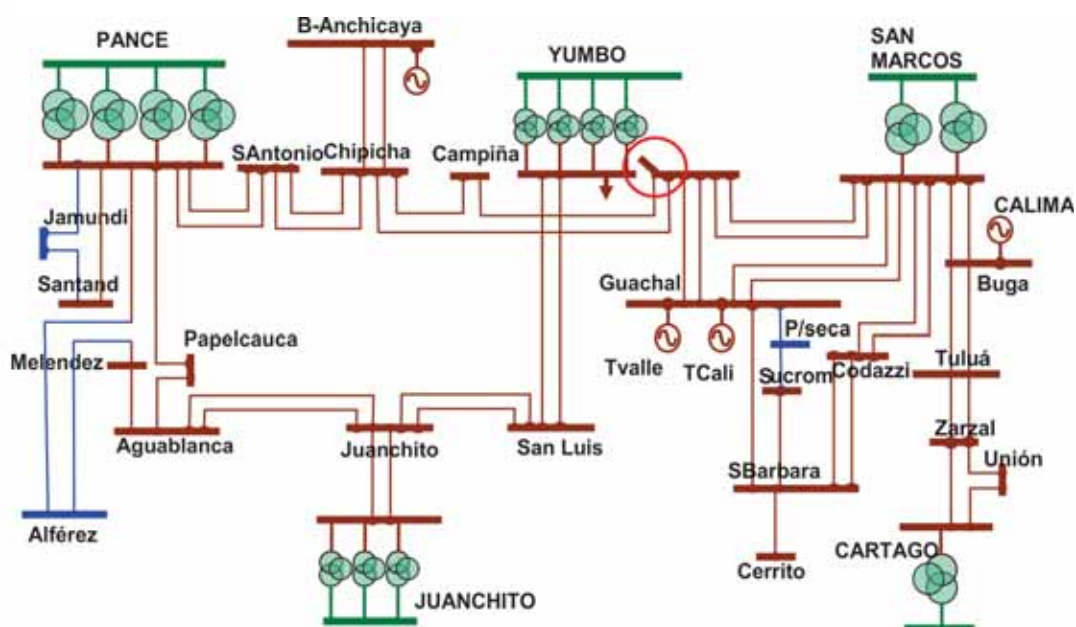 B-Anchicaya
PANCE
YUMBO
SAN
MARCOS
SAntonio
Chipicha
Campiña
Jamundi
CALIMA
Santand
Guachal
Buga
Papelcauca
P/seca
Melendez
Tvalle
TCali
Sucrom
Codazzi
Tuluá
Aguablanca
Juanchito
San Luis
Zarzal
Unión
SBarbara
Alférez
CARTAGO
Cerrito
JUANCHITO